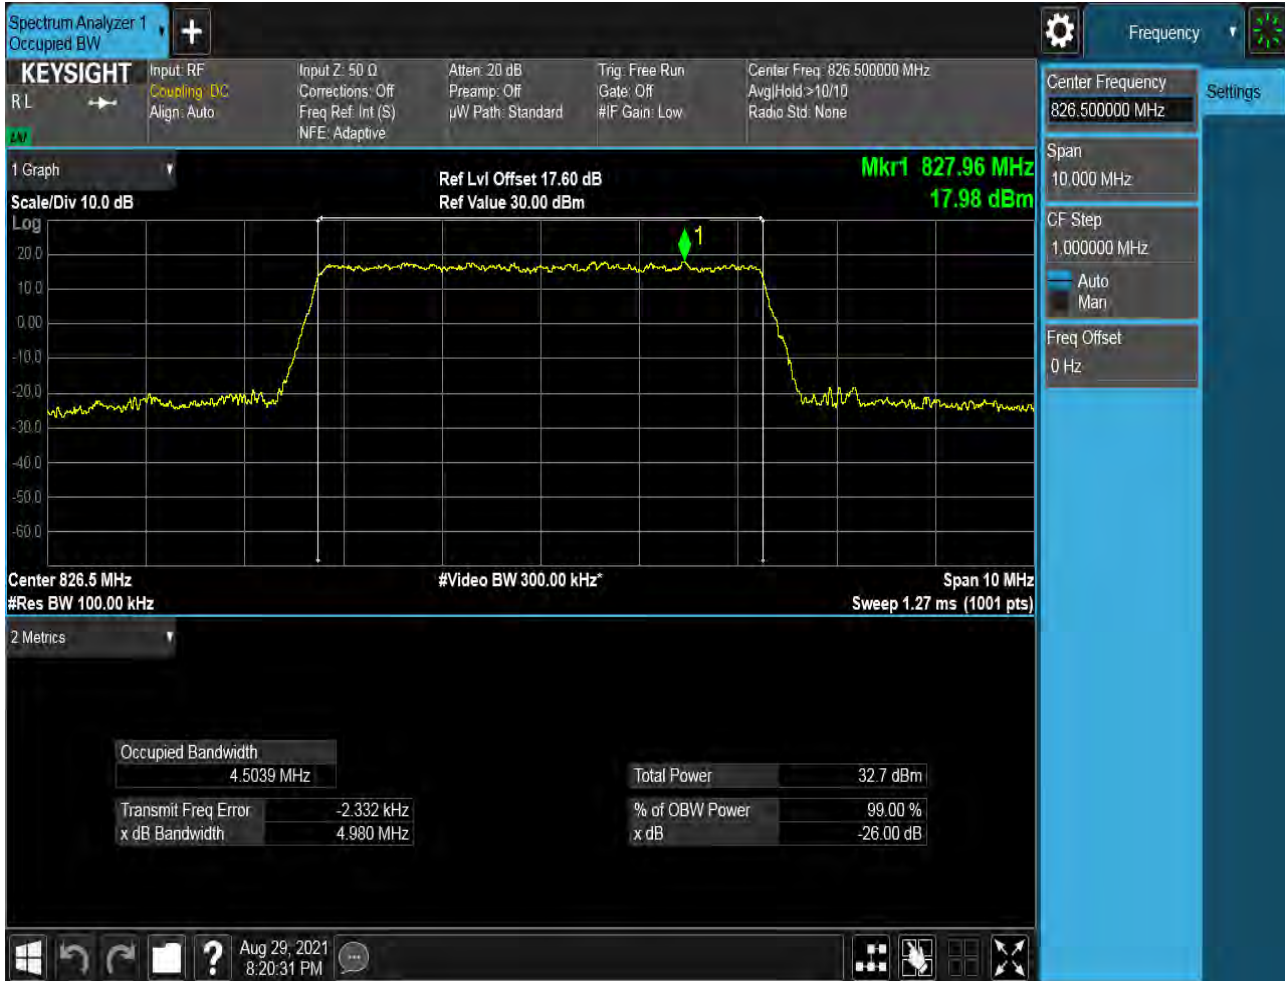 Spectrum Analyzer 1
Occupied BW
Frequency
KEYSIGHT
R L
Input: RF
Coupling: DC
Align: Auto
Input Z: 50 Ω
Corrections: Off
Freq Ref: Int (S)
NFE: Adaptive
Atten: 20 dB
Preamp: Off
µW Path: Standard
Trig: Free Run
Gate: Off
#IF Gain: Low
Center Freq: 826.500000 MHz
Avg|Hold:>10/10
Radio Std: None
Center Frequency
826.500000 MHz
Settings
Span
10.000 MHz
CF Step
1.000000 MHz
Auto
Man
Freq Offset
0 Hz
1 Graph
Scale/Div 10.0 dB
Log
Ref Lvl Offset 17.60 dB
Ref Value 30.00 dBm
Mkr1 827.96 MHz
17.98 dBm
1
20.0
10.0
0.00
-10.0
-20.0
-30.0
-40.0
-50.0
-60.0
Center 826.5 MHz
#Video BW 300.00 kHz*
Span 10 MHz
#Res BW 100.00 kHz
Sweep 1.27 ms (1001 pts)
2 Metrics
Occupied Bandwidth
4.5039 MHz
Total Power 32.7 dBm
Transmit Freq Error -2.332 kHz
% of OBW Power 99.00 %
x dB Bandwidth 4.980 MHz
x dB -26.00 dB
Aug 29, 2021
8:20:31 PM